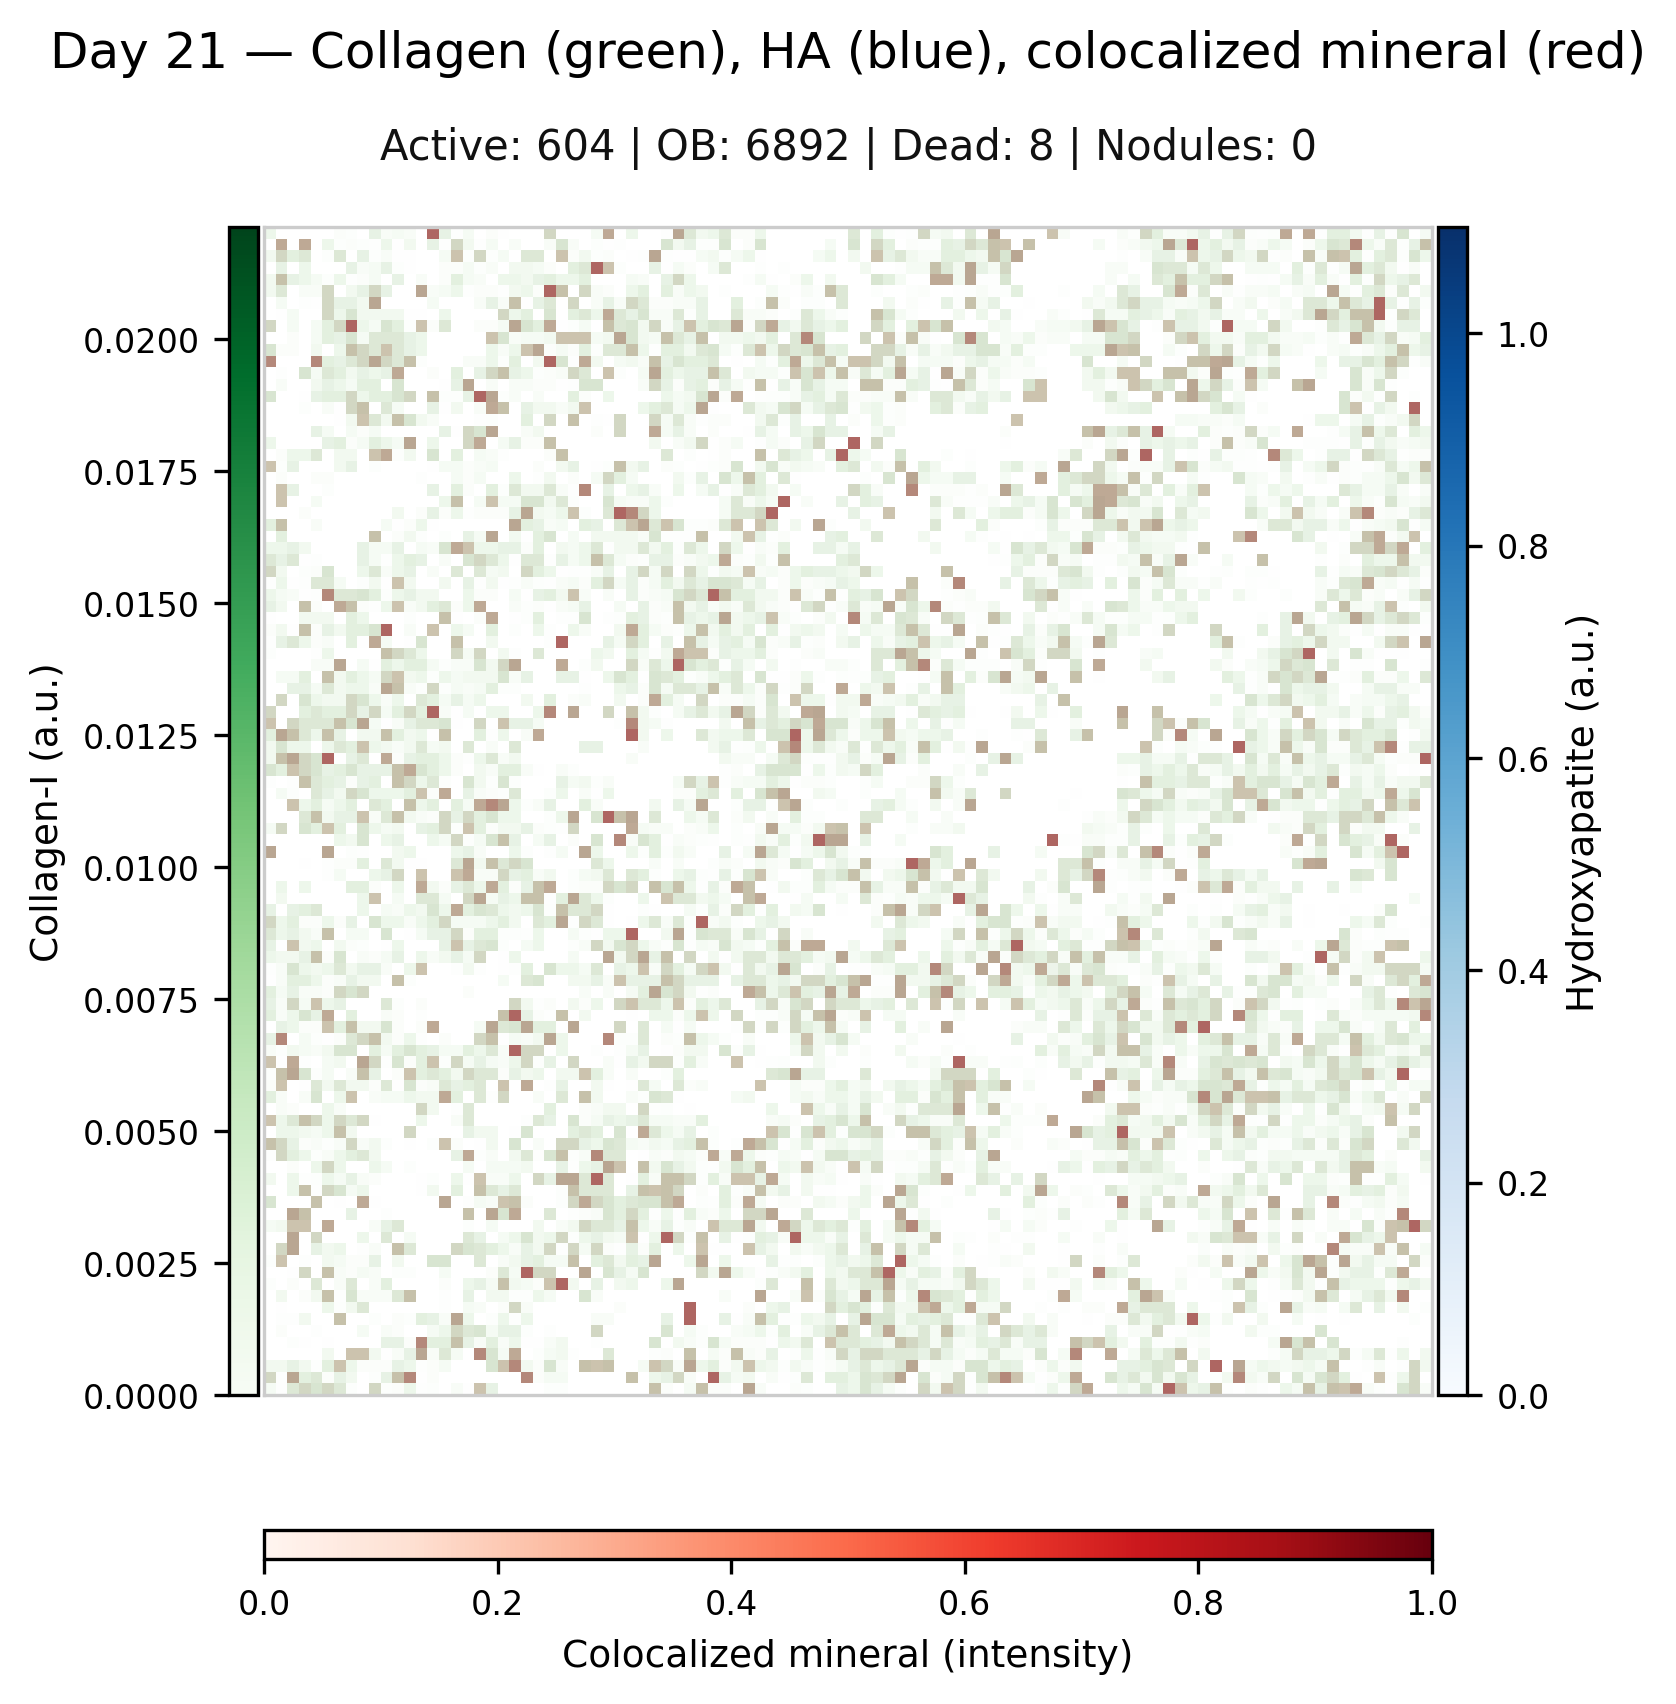 Day 21 — Collagen (green), HA (blue), colocalized mineral (red)
Active: 604 | OB: 6892 | Dead: 8 | Nodules: 0
Collagen-I (a.u.)
0.0200
0.0175
0.0150
0.0125
0.0100
0.0075
0.0050
0.0025
0.0000
1.0
0.8
0.6
0.4
0.2
0.0
Hydroxyapatite (a.u.)
0.0 0.2 0.4 0.6 0.8 1.0
Colocalized mineral (intensity)